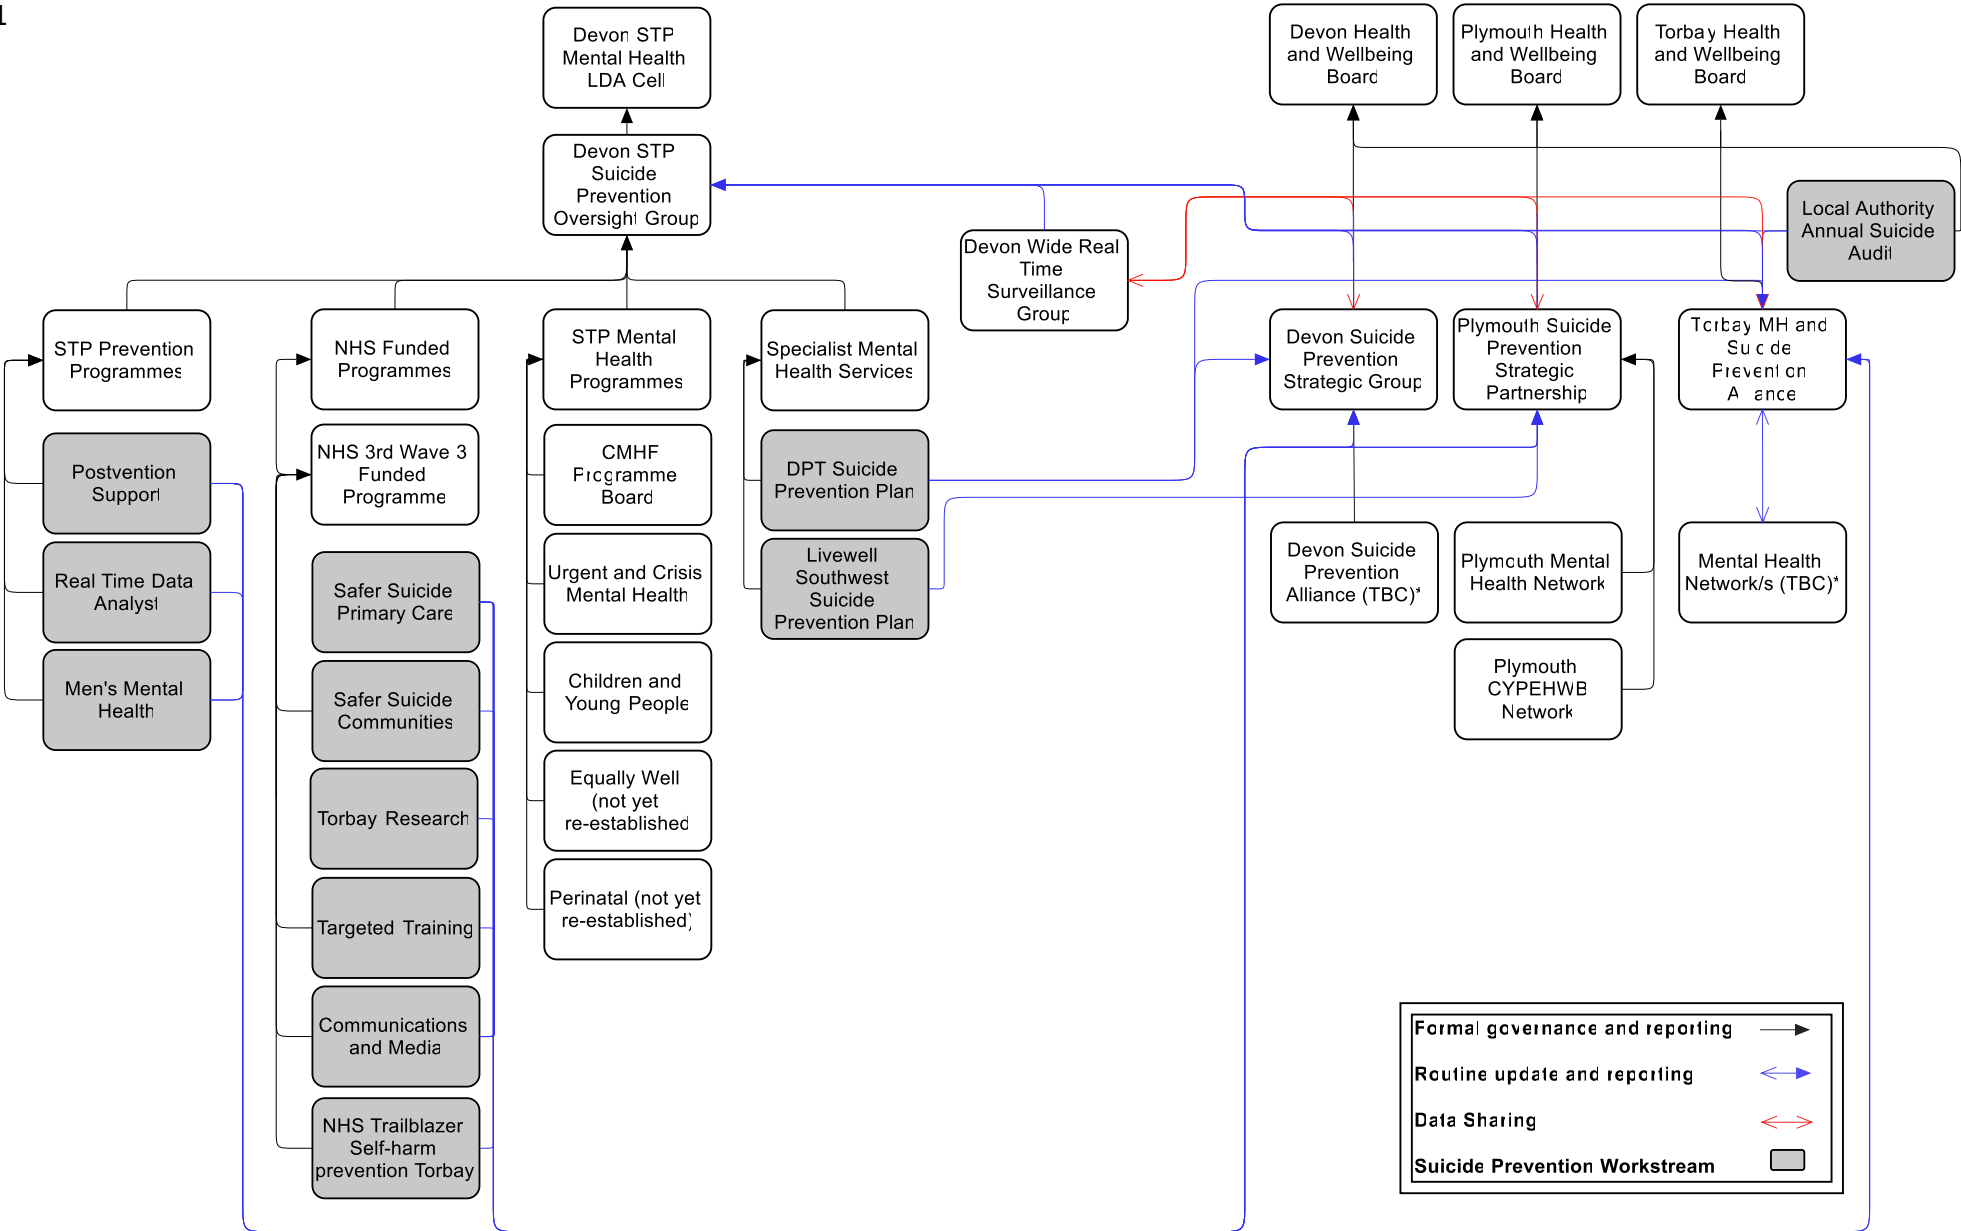 1
Devon STP
Mental Health
LDA Cell
Devon Health
and Wellbeing
Board
Plymouth Health
and Wellbeing
Board
Torbay Health
and Wellbeing
Board
Devon STP
Suicide
Prevention
Oversight Group
Local Authority
Annual Suicide
Audit
Devon Wide Real
Time
Surveillance
Group
STP Prevention
Programmes
NHS Funded
Programmes
STP Mental
Health
Programmes
Specialist Mental
Health Services
Devon Suicide
Prevention
Strategic Group
Plymouth Suicide
Prevention
Strategic
Partnership
Torbay MH and
Suicide
Prevention
Alliance
Postvention
Support
Real Time Data
Analyst
Men's Mental
Health
NHS 3rd Wave 3
Funded
Programme
Safer Suicide
Primary Care
Safer Suicide
Communities
Torbay Research
Targeted Training
Communications
and Media
NHS Trailblazer
Self-harm
prevention Torbay
CMHF
Programme
Board
Urgent and Crisis
Mental Health
Children and
Young People
Equally Well
(not yet
re-established
Perinatal (not yet
re-established)
DPT Suicide
Prevention Plan
Livewell
Southwest
Suicide
Prevention Plan
Devon Suicide
Prevention
Alliance (TBC)*
Plymouth Mental
Health Network
Mental Health
Network/s (TBC)*
Plymouth
CYPEHWB
Network
Formal governance and reporting
Routine update and reporting
Data Sharing
Suicide Prevention Workstream